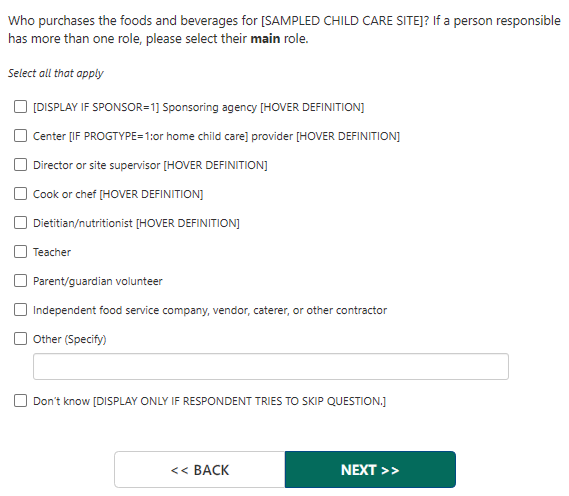 Who purchases the foods and beverages for [SAMPLED CHILD CARE SITE]? If a person responsible
has more than one role, please select their main role.
Select all that apply
[DISPLAY IF SPONSOR=1] Sponsoring agency [HOVER DEFINITION]
Center [IF PROGTYPE=1:or home child care] provider [HOVER DEFINITION]
Director or site supervisor [HOVER DEFINITION]
Cook or chef [HOVER DEFINITION]
Dietitian/nutritionist [HOVER DEFINITION]
Teacher
Parent/guardian volunteer
Independent food service company, vendor, caterer, or other contractor
Other (Specify)
Don't know [DISPLAY ONLY IF RESPONDENT TRIES TO SKIP QUESTION.]
<< BACK
NEXT >>